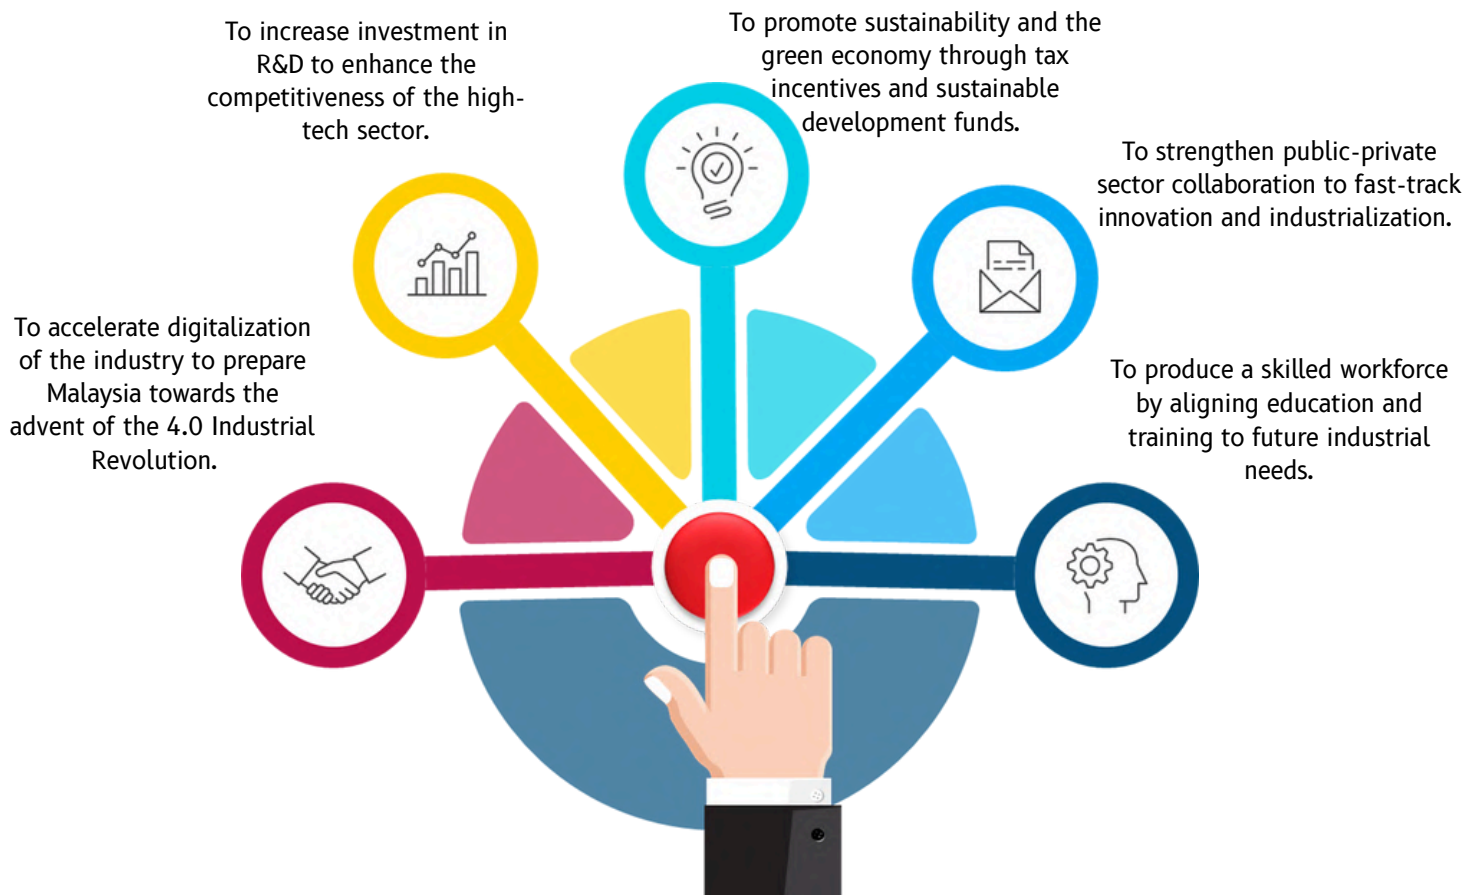 To increase investment in
R&D to enhance the
competitiveness of the high-
tech sector.
To promote sustainability and the
green economy through tax
incentives and sustainable
development funds.
To strengthen public-private
sector collaboration to fast-track
innovation and industrialization.
To accelerate digitalization
of the industry to prepare
Malaysia towards the
advent of the 4.0 Industrial
Revolution.
To produce a skilled workforce
by aligning education and
training to future industrial
needs.